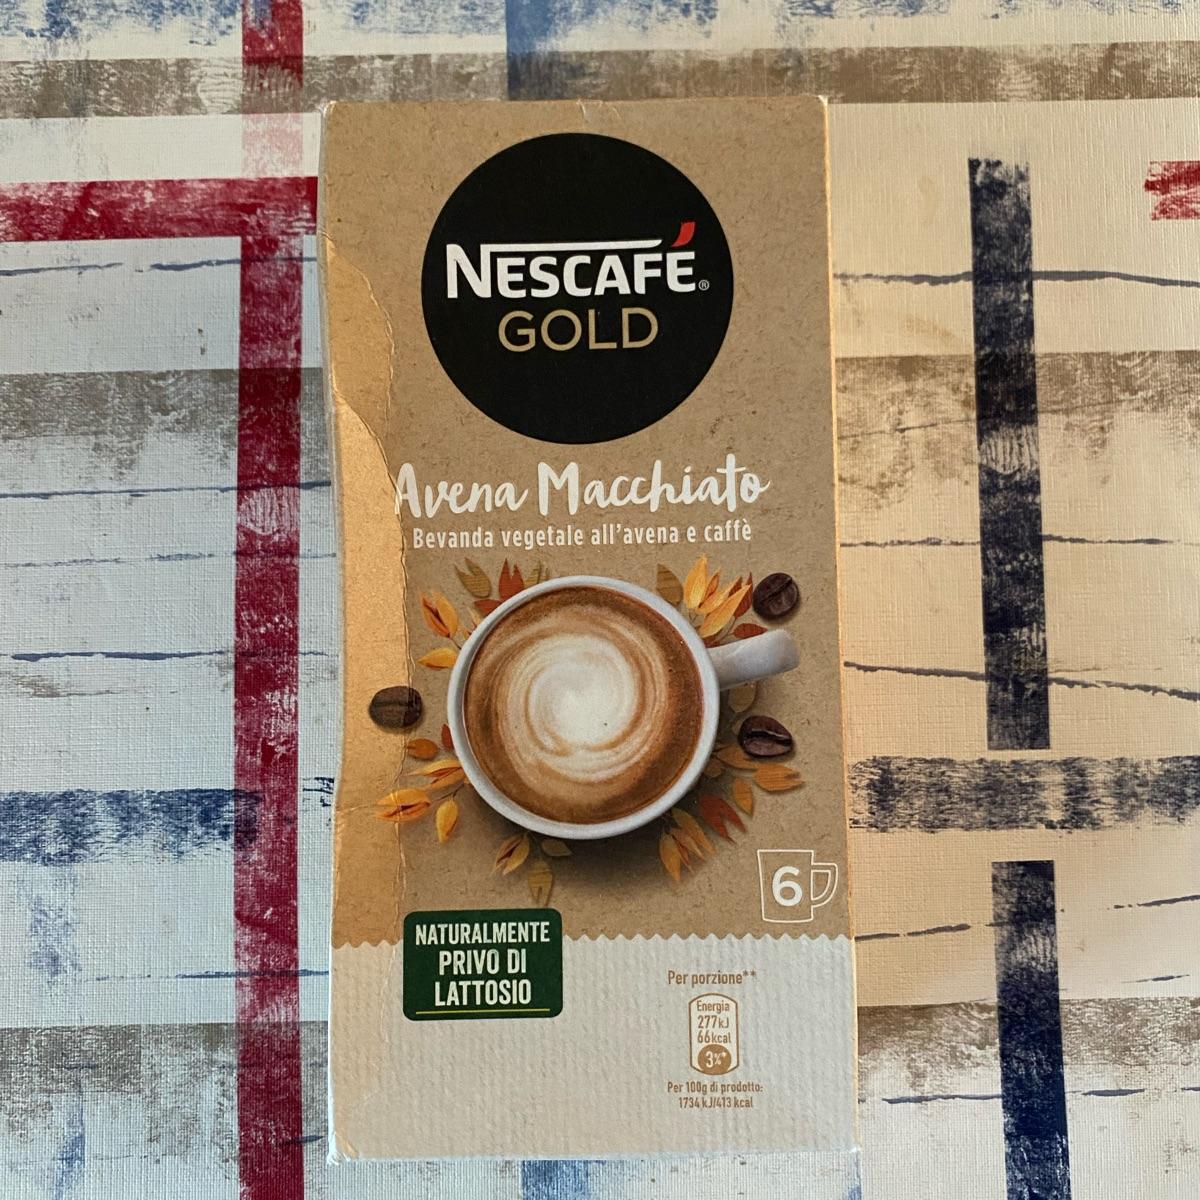 NESCAFÉ®
GOLD
Avena Macchiato
Bevanda vegetale all'avena e caffè
6
NATURALMENTE
PRIVO DI
LATTOSIO
Per porzione**
Energia
277kJ
66kcal
3%*
Per 100g di prodotto:
1734 kJ/413 kcal